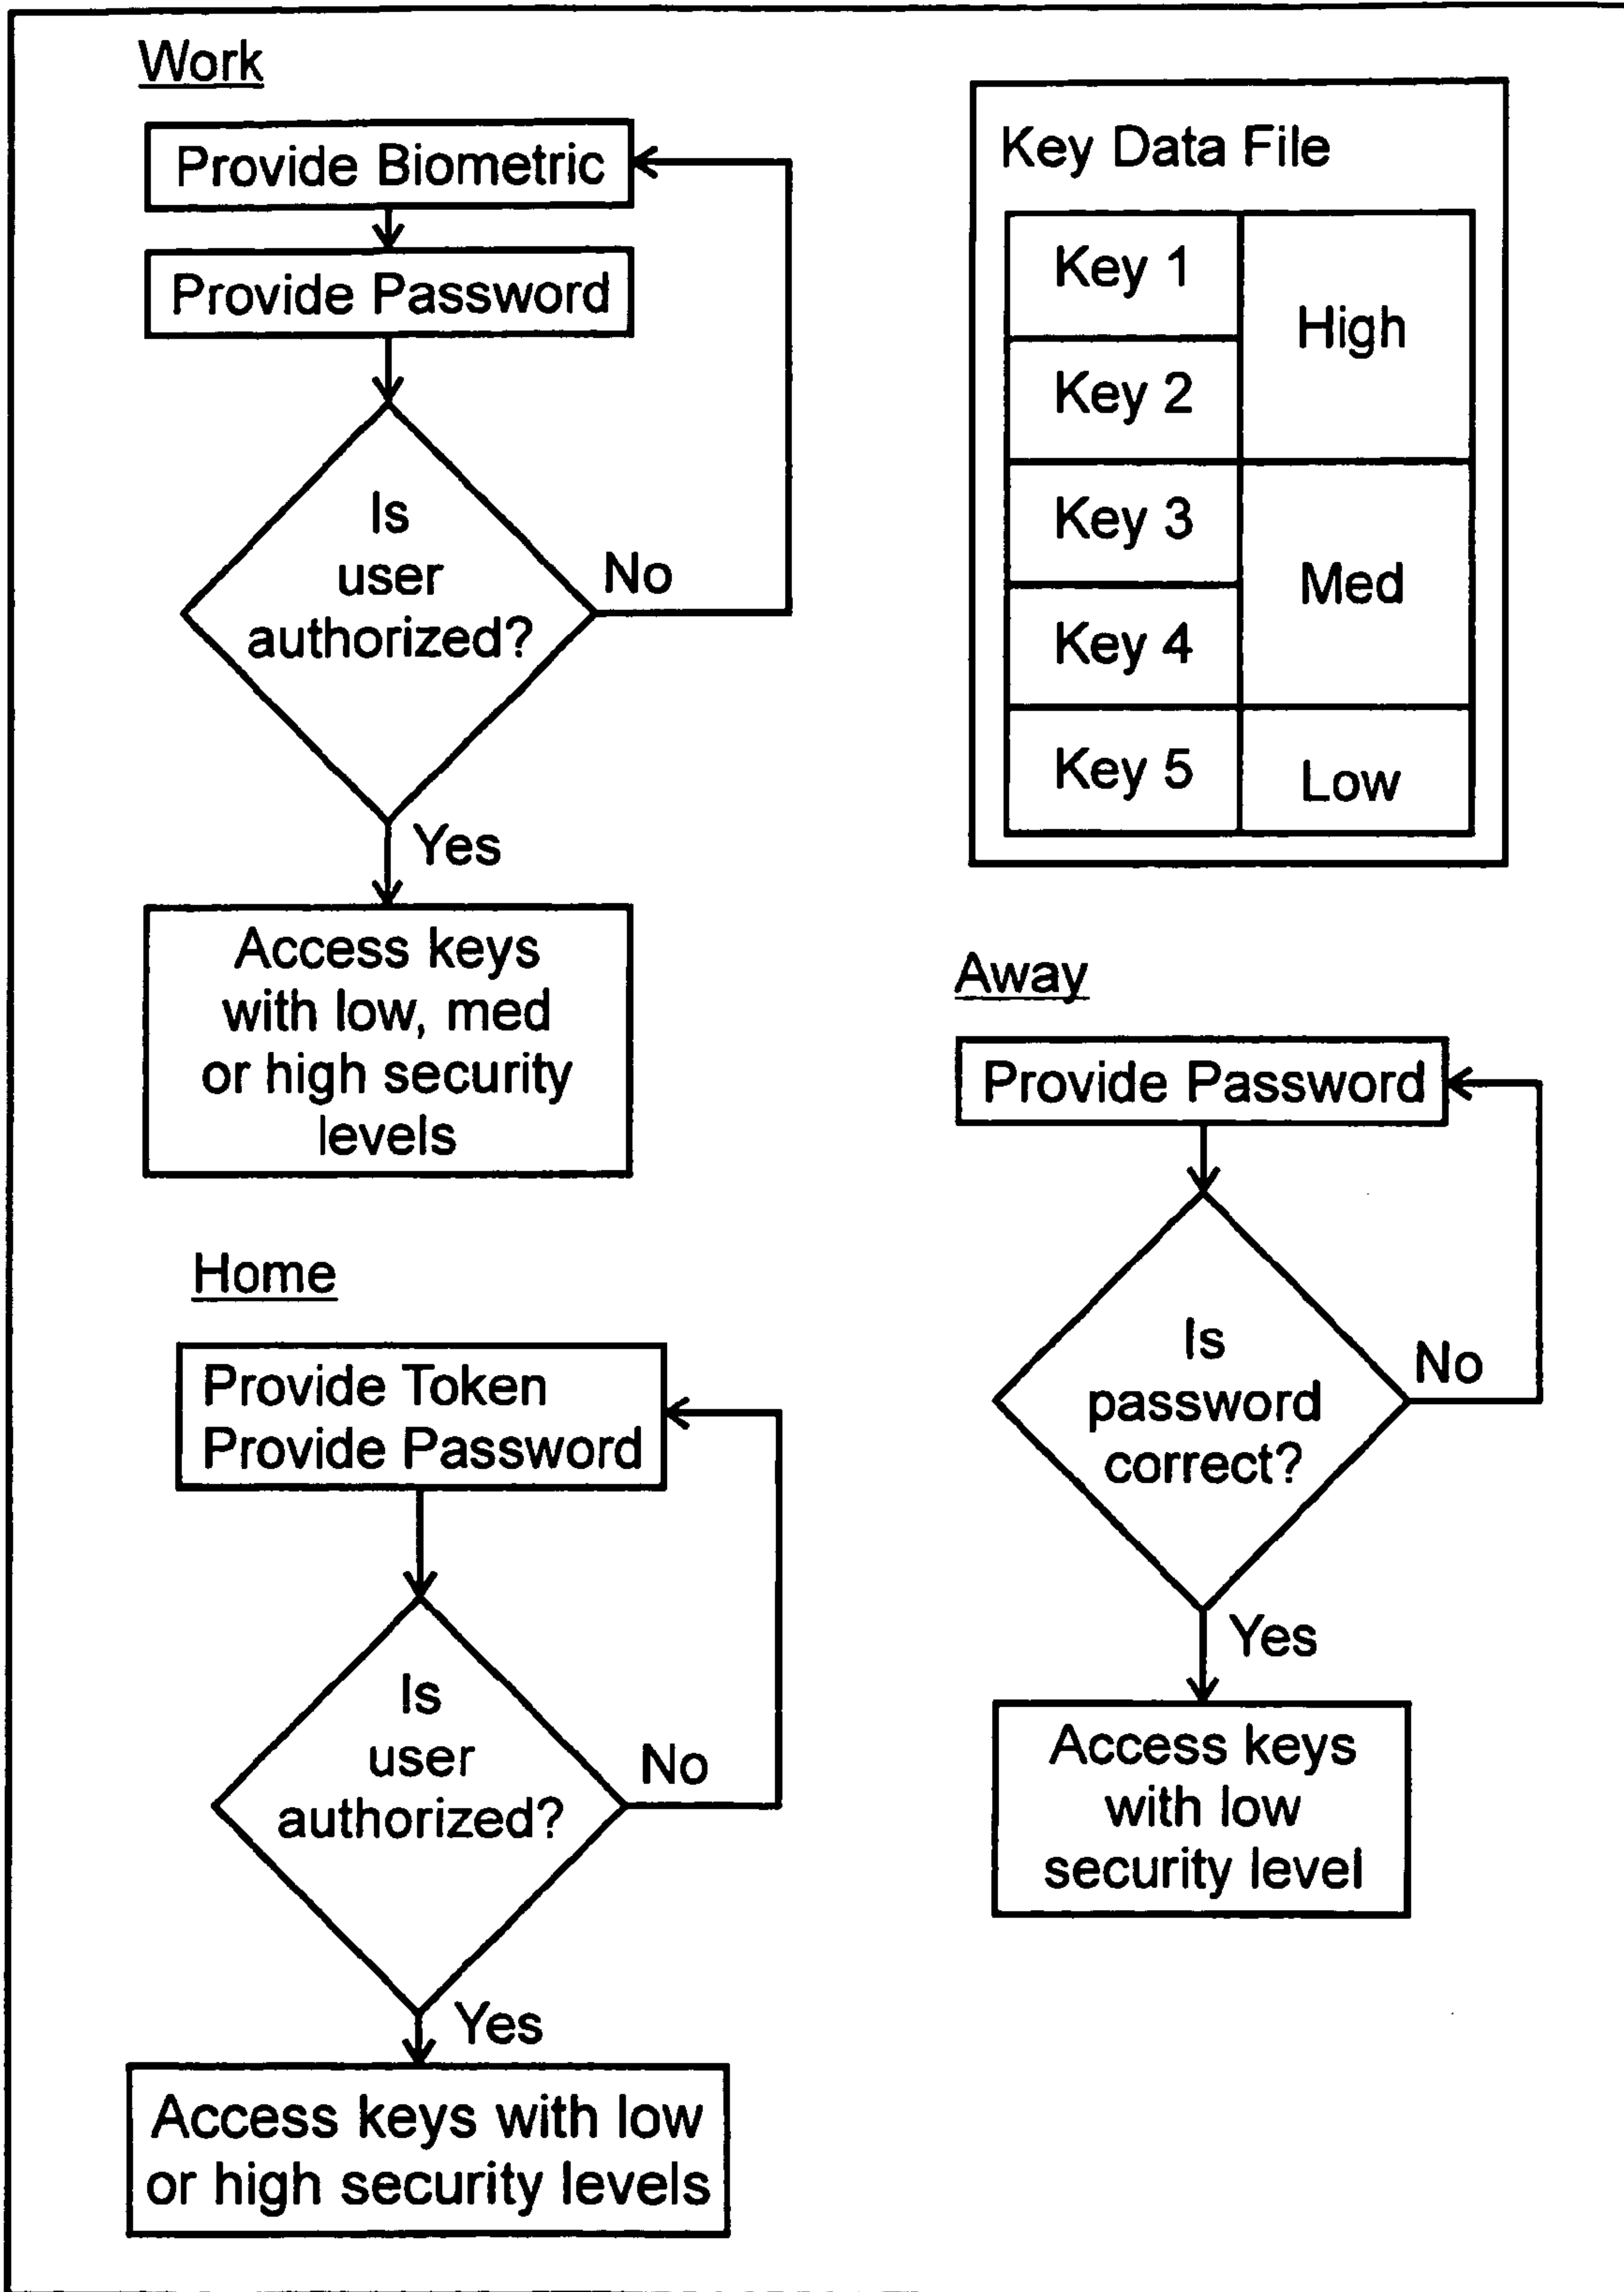 Work
Provide Biometric
Provide Password
Is
user
authorized?
No
Yes
Access keys
with low, med
or high security
levels
Key Data File
Key 1
High
Key 2
Key 3
Med
Key 4
Key 5
Low
Home
Provide Token
Provide Password
Is
user
authorized?
No
Yes
Access keys with low
or high security levels
Away
Provide Password
Is
password
correct?
No
Yes
Access keys
with low
security level